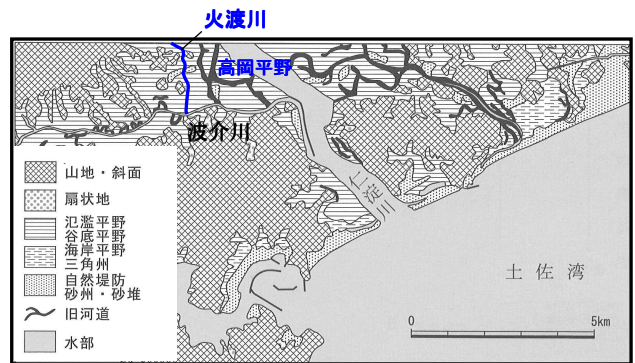 火渡川
高岡平野
波介川
仁淀川
土佐湾
山地・斜面
扇状地
氾濫平野
谷底平野
海岸平野
三角州
自然堤防
砂州・砂堆
旧河道
水部
0 5km